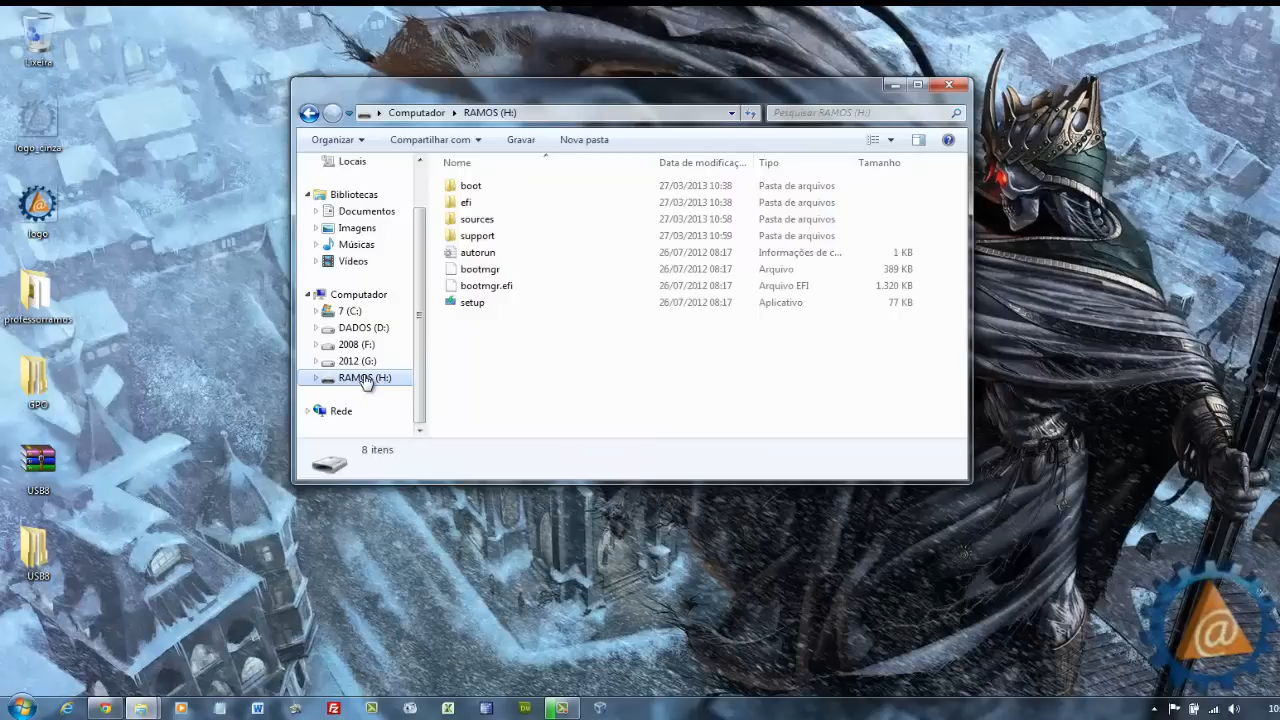 Lixeira
logo_cinza
logo
professorramos
GPO
USB8
USB8
Computador RAMOS (H:)
Pesquisar RAMOS (H:)
Organizar Compartilhar com Gravar Nova pasta
Locais
Bibliotecas
Documentos
Imagens
Músicas
Vídeos
Computador
7 (C:)
DADOS (D:)
2008 (F:)
2012 (G:)
RAMOS (H:)
Rede
Nome Data de modificaç... Tipo Tamanho
boot 27/03/2013 10:38 Pasta de arquivos
efi 27/03/2013 10:38 Pasta de arquivos
sources 27/03/2013 10:58 Pasta de arquivos
support 27/03/2013 10:59 Pasta de arquivos
autorun 26/07/2012 08:17 Informações de c... 1 KB
bootmgr 26/07/2012 08:17 Arquivo 389 KB
bootmgr.efi 26/07/2012 08:17 Arquivo EFI 1.320 KB
setup 26/07/2012 08:17 Aplicativo 77 KB
8 itens
@
10: